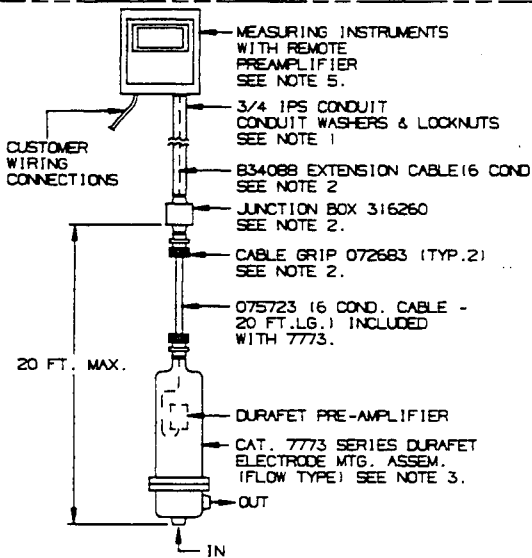 MEASURING INSTRUMENTS
WITH REMOTE
PREAMPLIFIER
SEE NOTE 5.
3/4 IPS CONDUIT
CONDUIT WASHERS & LOCKNUTS
SEE NOTE 1
CUSTOMER
WIRING
CONNECTIONS
834088 EXTENSION CABLE(6 COND
SEE NOTE 2
JUNCTION BOX 316260
SEE NOTE 2.
CABLE GRIP 072683 (TYP.2)
SEE NOTE 2.
075723 (6 COND. CABLE -
20 FT.LG.) INCLUDED
WITH 7773.
20 FT. MAX.
DURAFET PRE-AMPLIFIER
CAT. 7773 SERIES DURAFET
ELECTRODE MTG. ASSEM.
(FLOW TYPE) SEE NOTE 3.
OUT
IN